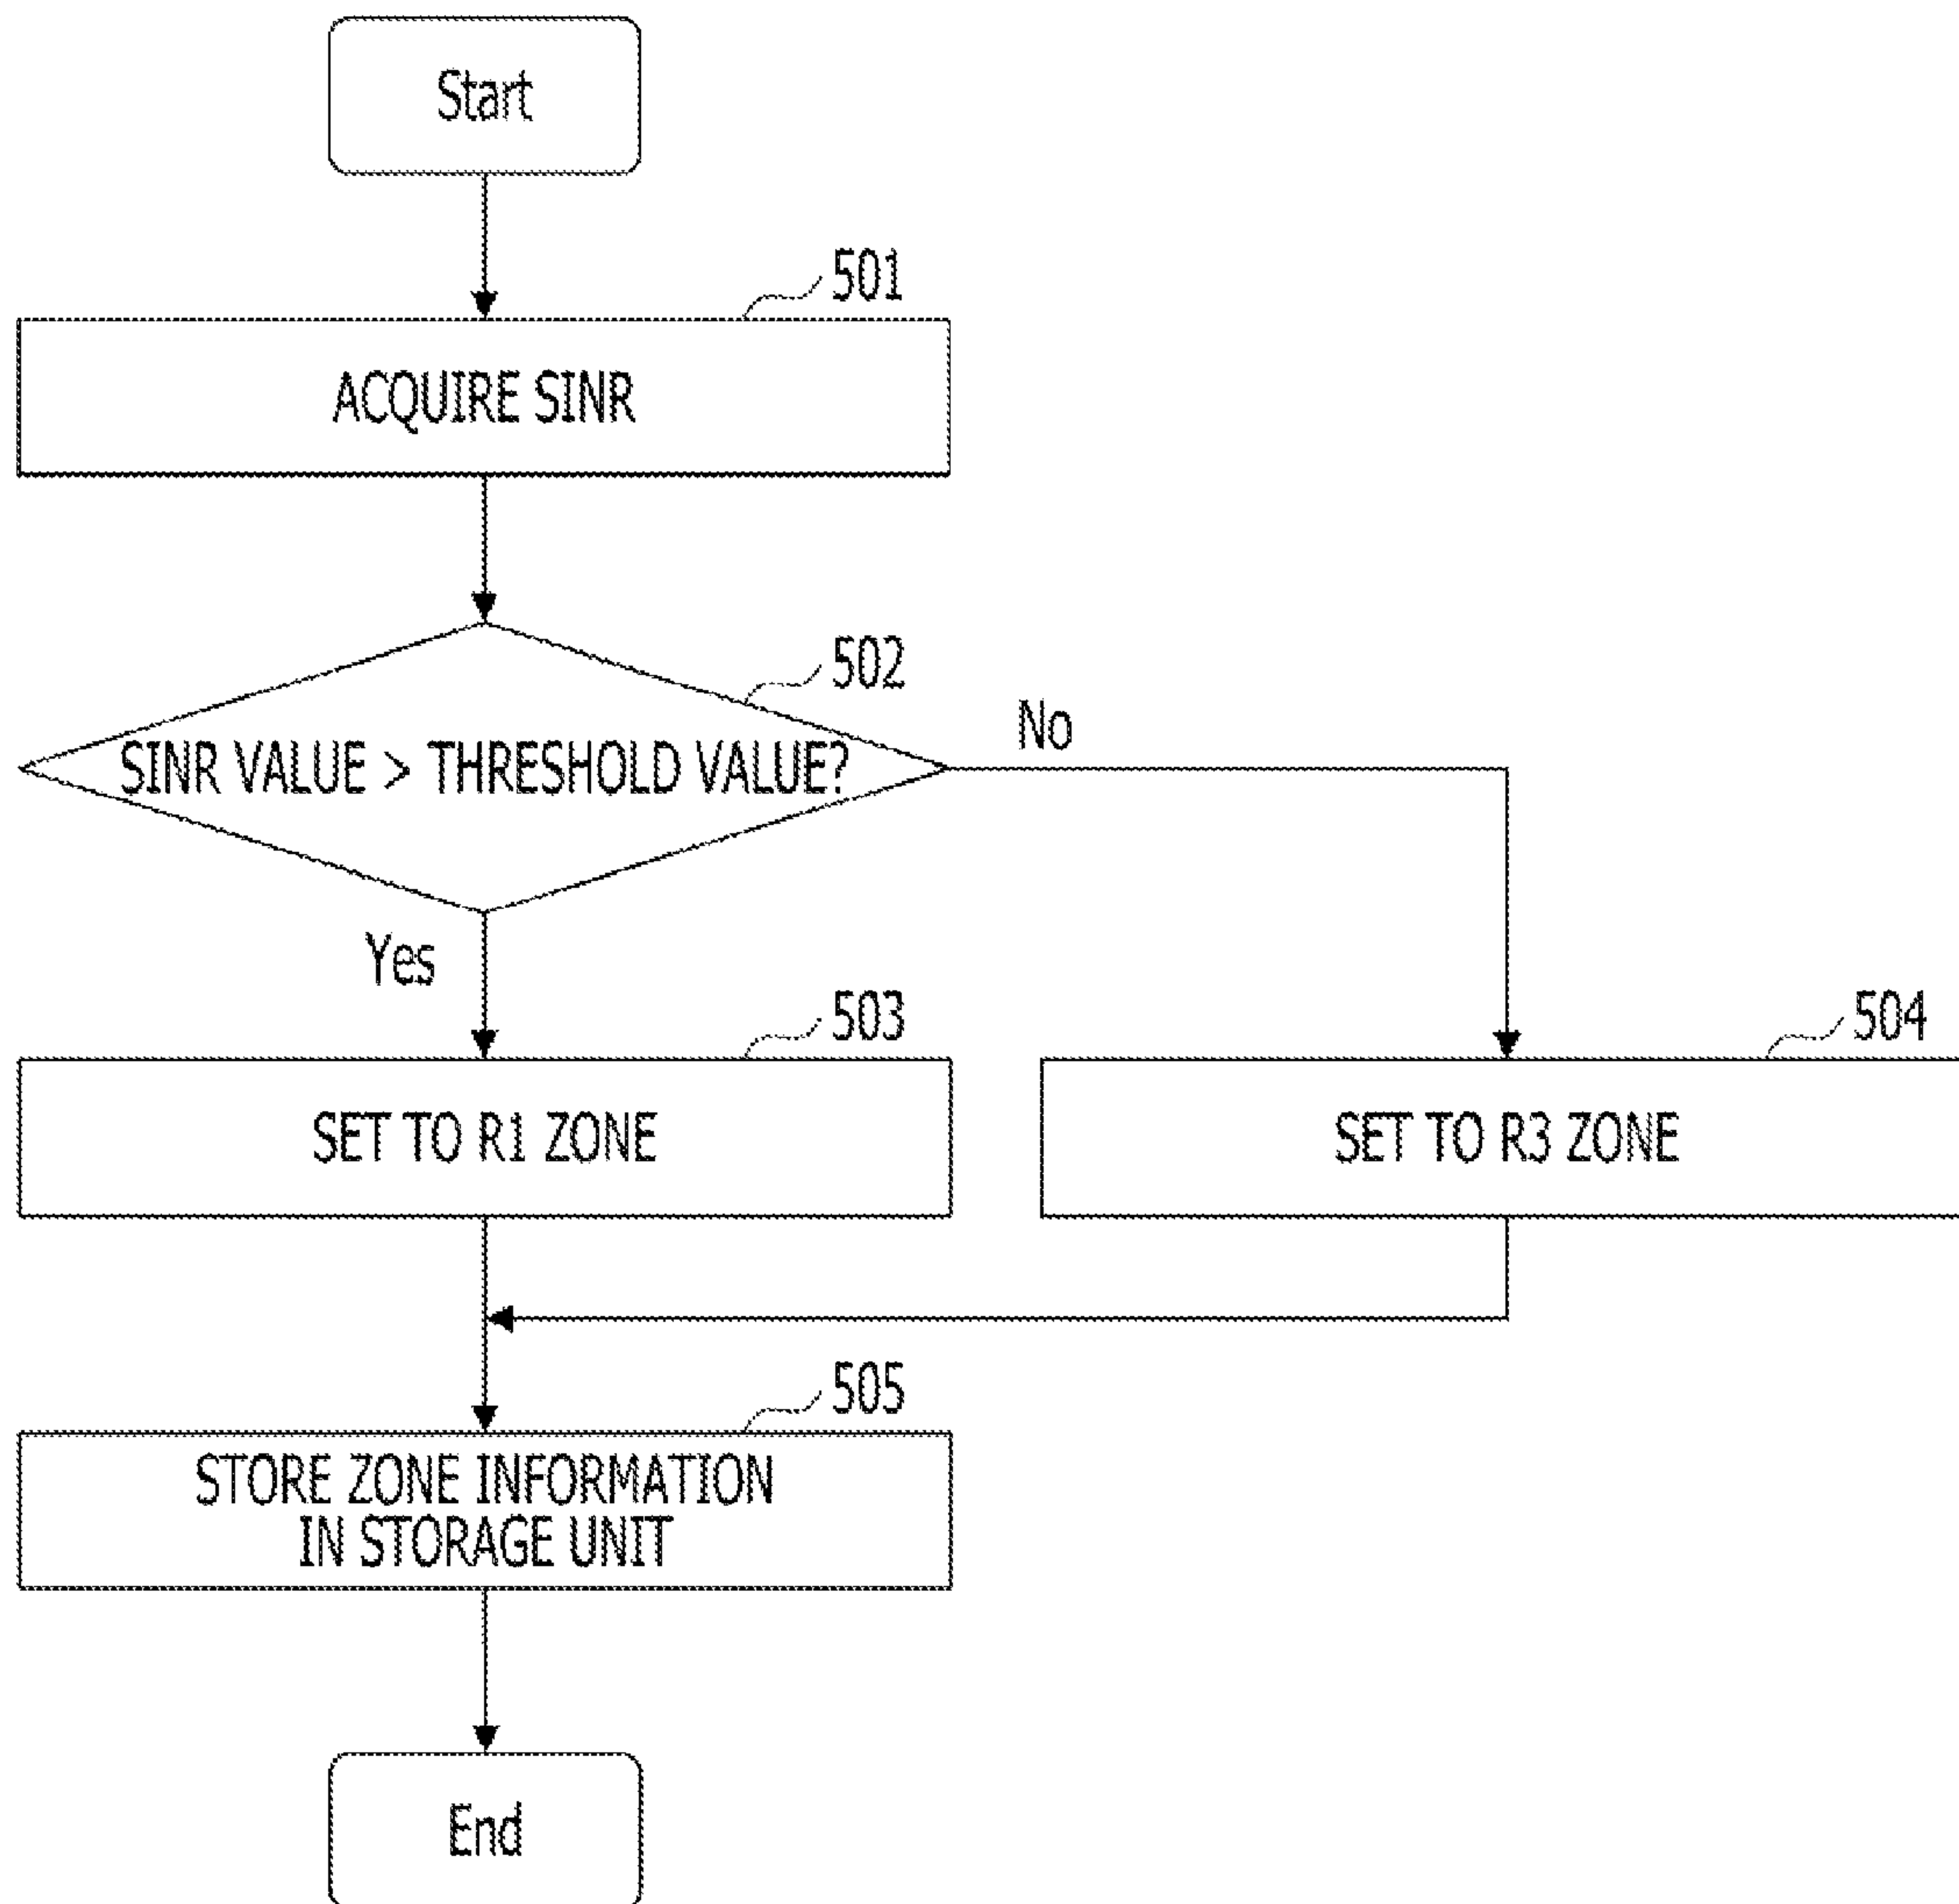 Start
501
ACQUIRE SINR
502
SINR VALUE > THRESHOLD VALUE?
No
Yes
503
SET TO R1 ZONE
504
SET TO R3 ZONE
505
STORE ZONE INFORMATION
IN STORAGE UNIT
End